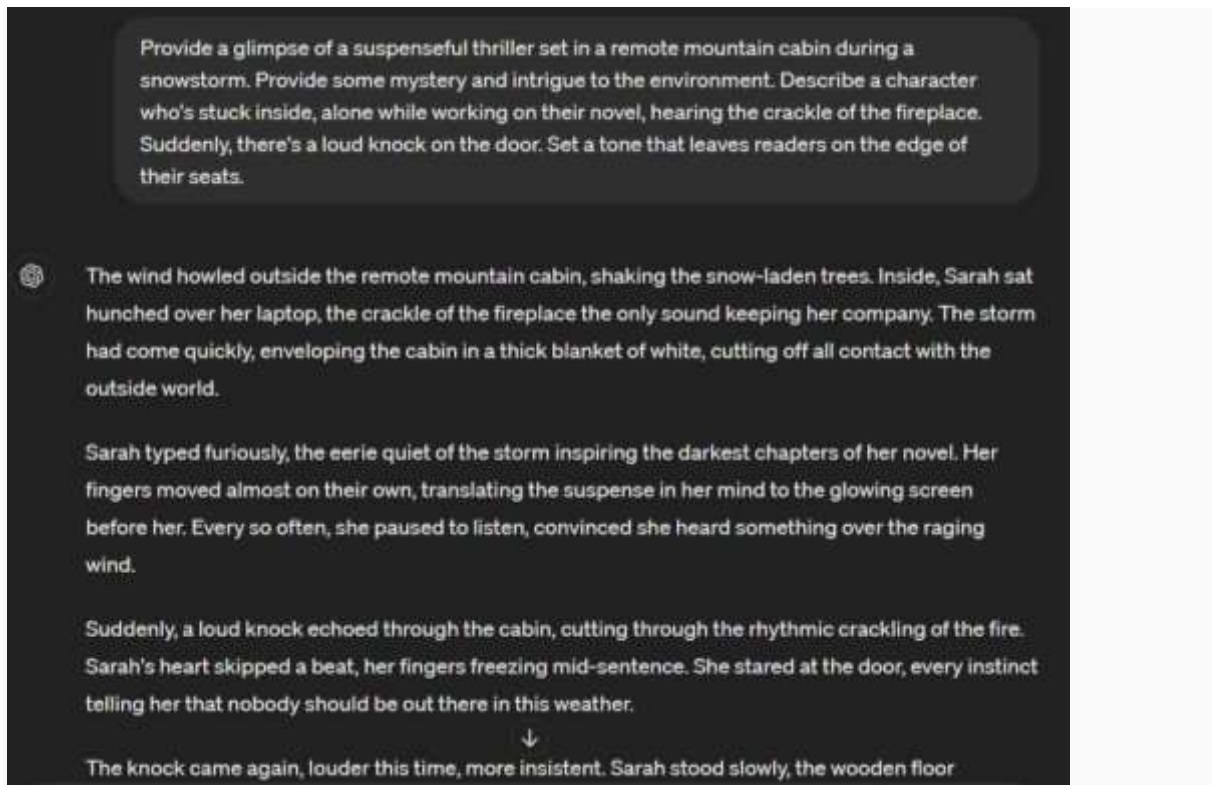 Provide a glimpse of a suspenseful thriller set in a remote mountain cabin during a
snowstorm. Provide some mystery and intrigue to the environment. Describe a character
who's stuck inside, alone while working on their novel, hearing the crackle of the fireplace.
Suddenly, there's a loud knock on the door. Set a tone that leaves readers on the edge of
their seats.
The wind howled outside the remote mountain cabin, shaking the snow-laden trees. Inside, Sarah sat
hunched over her laptop, the crackle of the fireplace the only sound keeping her company. The storm
had come quickly, enveloping the cabin in a thick blanket of white, cutting off all contact with the
outside world.
Sarah typed furiously, the eerie quiet of the storm inspiring the darkest chapters of her novel. Her
fingers moved almost on their own, translating the suspense in her mind to the glowing screen
before her. Every so often, she paused to listen, convinced she heard something over the raging
wind.
Suddenly, a loud knock echoed through the cabin, cutting through the rhythmic crackling of the fire.
Sarah's heart skipped a beat, her fingers freezing mid-sentence. She stared at the door, every instinct
telling her that nobody should be out there in this weather.
The knock came again, louder this time, more insistent. Sarah stood slowly, the wooden floor